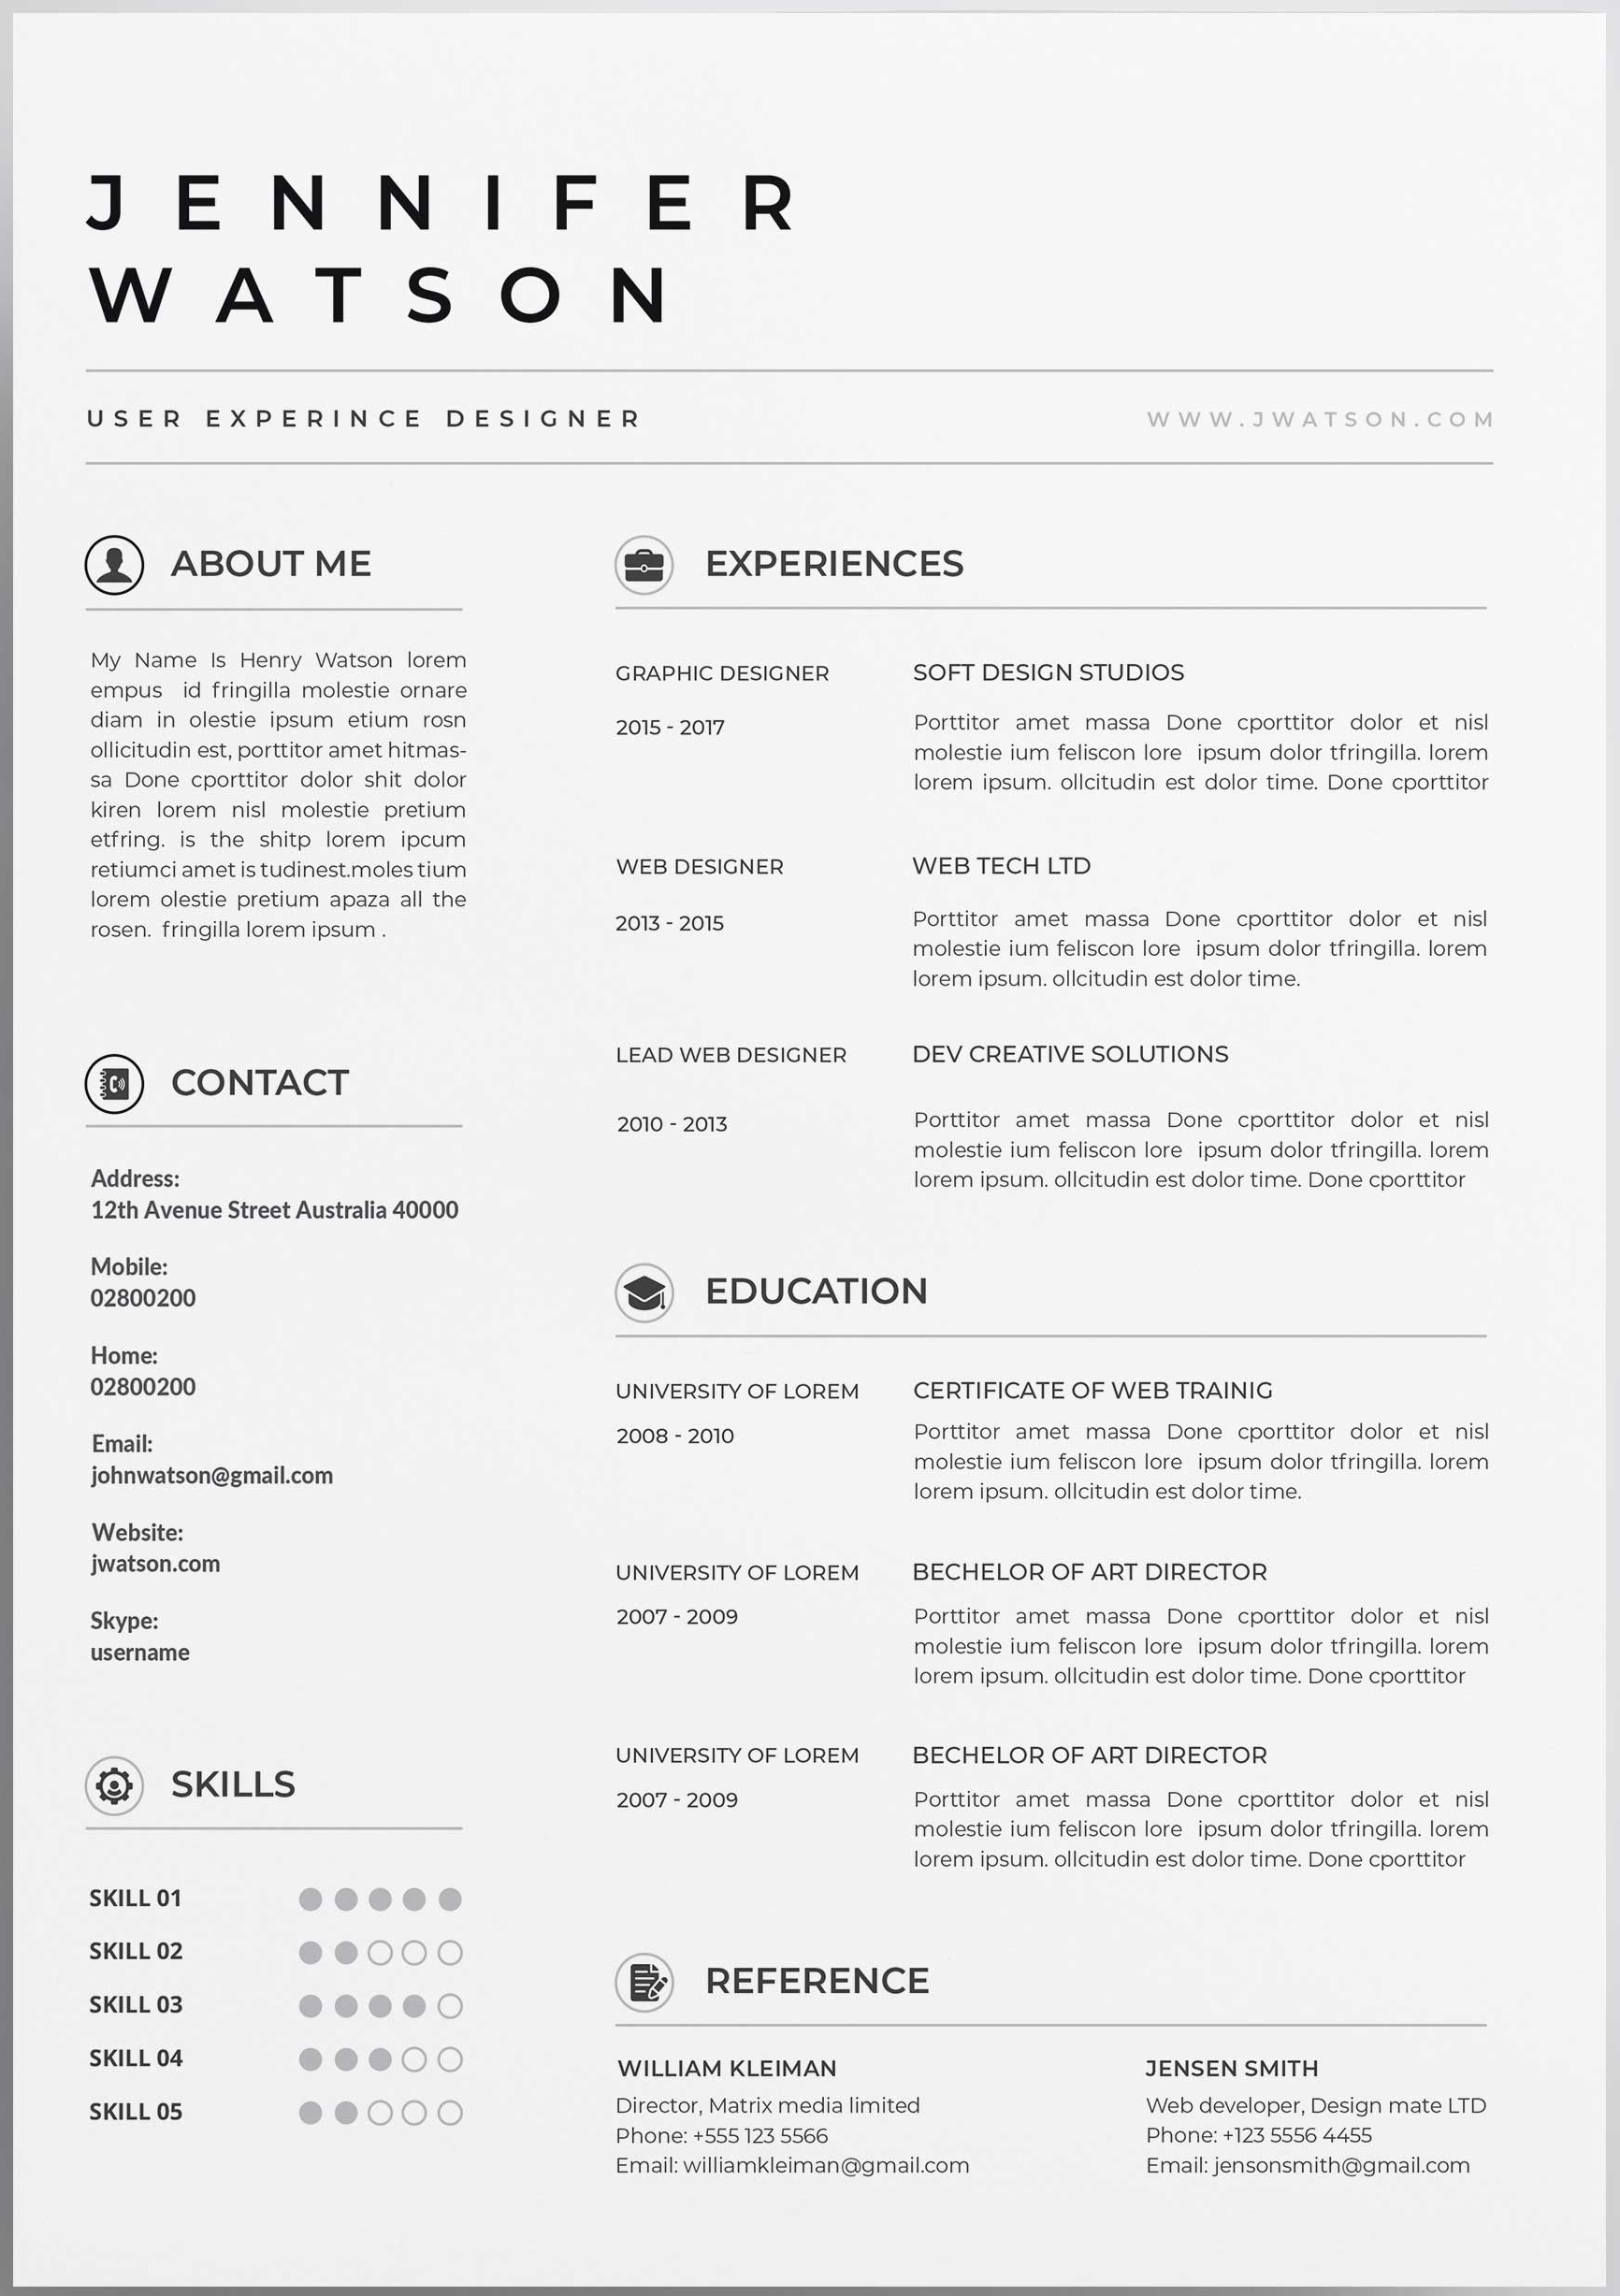 JENNIFER
WATSON
USER EXPERINCE DESIGNER
WWW.JWATSON.COM
ABOUT ME
My Name Is Henry Watson lorem
empus id fringilla molestie ornare
diam in olestie ipsum etium rosn
ollicitudin est, porttitor amet hitmas-
sa Done cporttitor dolor shit dolor
kiren lorem nisl molestie pretium
etfring. is the shitp lorem ipcum
retiumci amet is tudinest.moles tium
lorem olestie pretium apaza all the
rosen. fringilla lorem ipsum .
CONTACT
Address:
12th Avenue Street Australia 40000
Mobile:
02800200
Home:
02800200
Email:
johnwatson@gmail.com
Website:
jwatson.com
Skype:
username
SKILLS
SKILL 01
SKILL 02
SKILL 03
SKILL 04
SKILL 05
EXPERIENCES
GRAPHIC DESIGNER
2015 - 2017
SOFT DESIGN STUDIOS
Porttitor amet massa Done cporttitor dolor et nisl
molestie ium feliscon lore ipsum dolor tfringilla. lorem
lorem ipsum. ollcitudin est dolor time. Done cporttitor
WEB DESIGNER
2013 - 2015
WEB TECH LTD
Porttitor amet massa Done cporttitor dolor et nisl
molestie ium feliscon lore ipsum dolor tfringilla. lorem
lorem ipsum. ollcitudin est dolor time.
LEAD WEB DESIGNER
2010 - 2013
DEV CREATIVE SOLUTIONS
Porttitor amet massa Done cporttitor dolor et nisl
molestie ium feliscon lore ipsum dolor tfringilla. lorem
lorem ipsum. ollcitudin est dolor time. Done cporttitor
EDUCATION
UNIVERSITY OF LOREM
2008 - 2010
CERTIFICATE OF WEB TRAINIG
Porttitor amet massa Done cporttitor dolor et nisl
molestie ium feliscon lore ipsum dolor tfringilla. lorem
lorem ipsum. ollcitudin est dolor time.
UNIVERSITY OF LOREM
2007 - 2009
BECHELOR OF ART DIRECTOR
Porttitor amet massa Done cporttitor dolor et nisl
molestie ium feliscon lore ipsum dolor tfringilla. lorem
lorem ipsum. ollcitudin est dolor time. Done cporttitor
UNIVERSITY OF LOREM
2007 - 2009
BECHELOR OF ART DIRECTOR
Porttitor amet massa Done cporttitor dolor et nisl
molestie ium feliscon lore ipsum dolor tfringilla. lorem
lorem ipsum. ollcitudin est dolor time. Done cporttitor
REFERENCE
WILLIAM KLEIMAN
Director, Matrix media limited
Phone: +555 123 5566
Email: williamkleiman@gmail.com
JENSEN SMITH
Web developer, Design mate LTD
Phone: +123 5556 4455
Email: jensonsmith@gmail.com